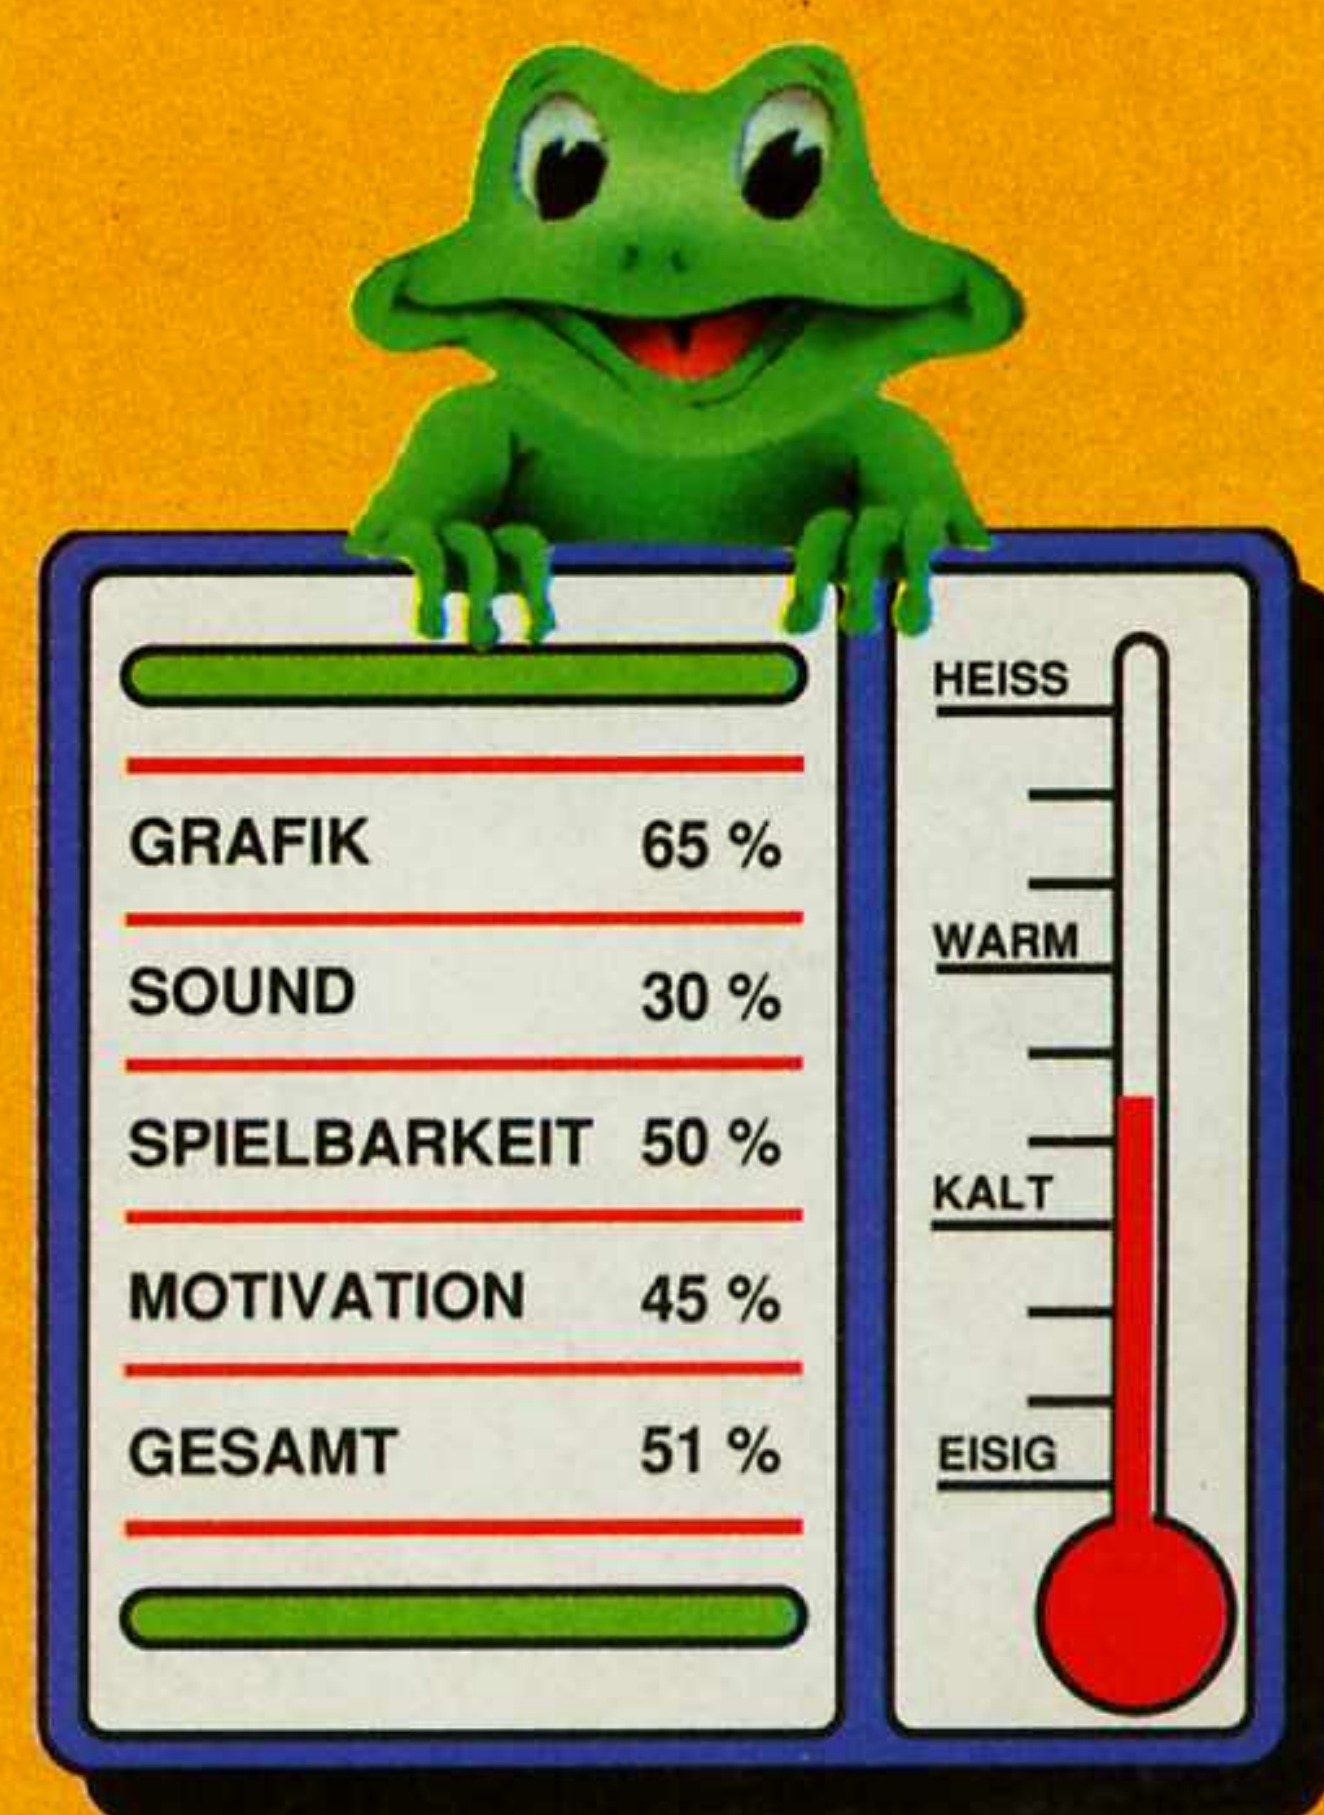 GRAFIK 65 %
SOUND 30 %
SPIELBARKEIT 50 %
MOTIVATION 45 %
GESAMT 51 %
HEISS
WARM
KALT
EISIG